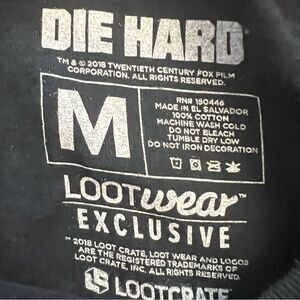 DIE HARD
™ & © 2018 TWENTIETH CENTURY FOX FILM
CORPORATION. ALL RIGHTS RESERVED.
M
RN# 150446
MADE IN EL SALVADOR
100% COTTON
MACHINE WASH COLD
DO NOT BLEACH
TUMBLE DRY LOW
DO NOT IRON DECORATION
LOOTwear™
EXCLUSIVE
™ 2018 LOOT CRATE, LOOT WEAR AND LOGOS
ARE THE REGISTERED TRADEMARKS OF
LOOT CRATE, INC. ALL RIGHTS RESERVED.
LOOTCRATE